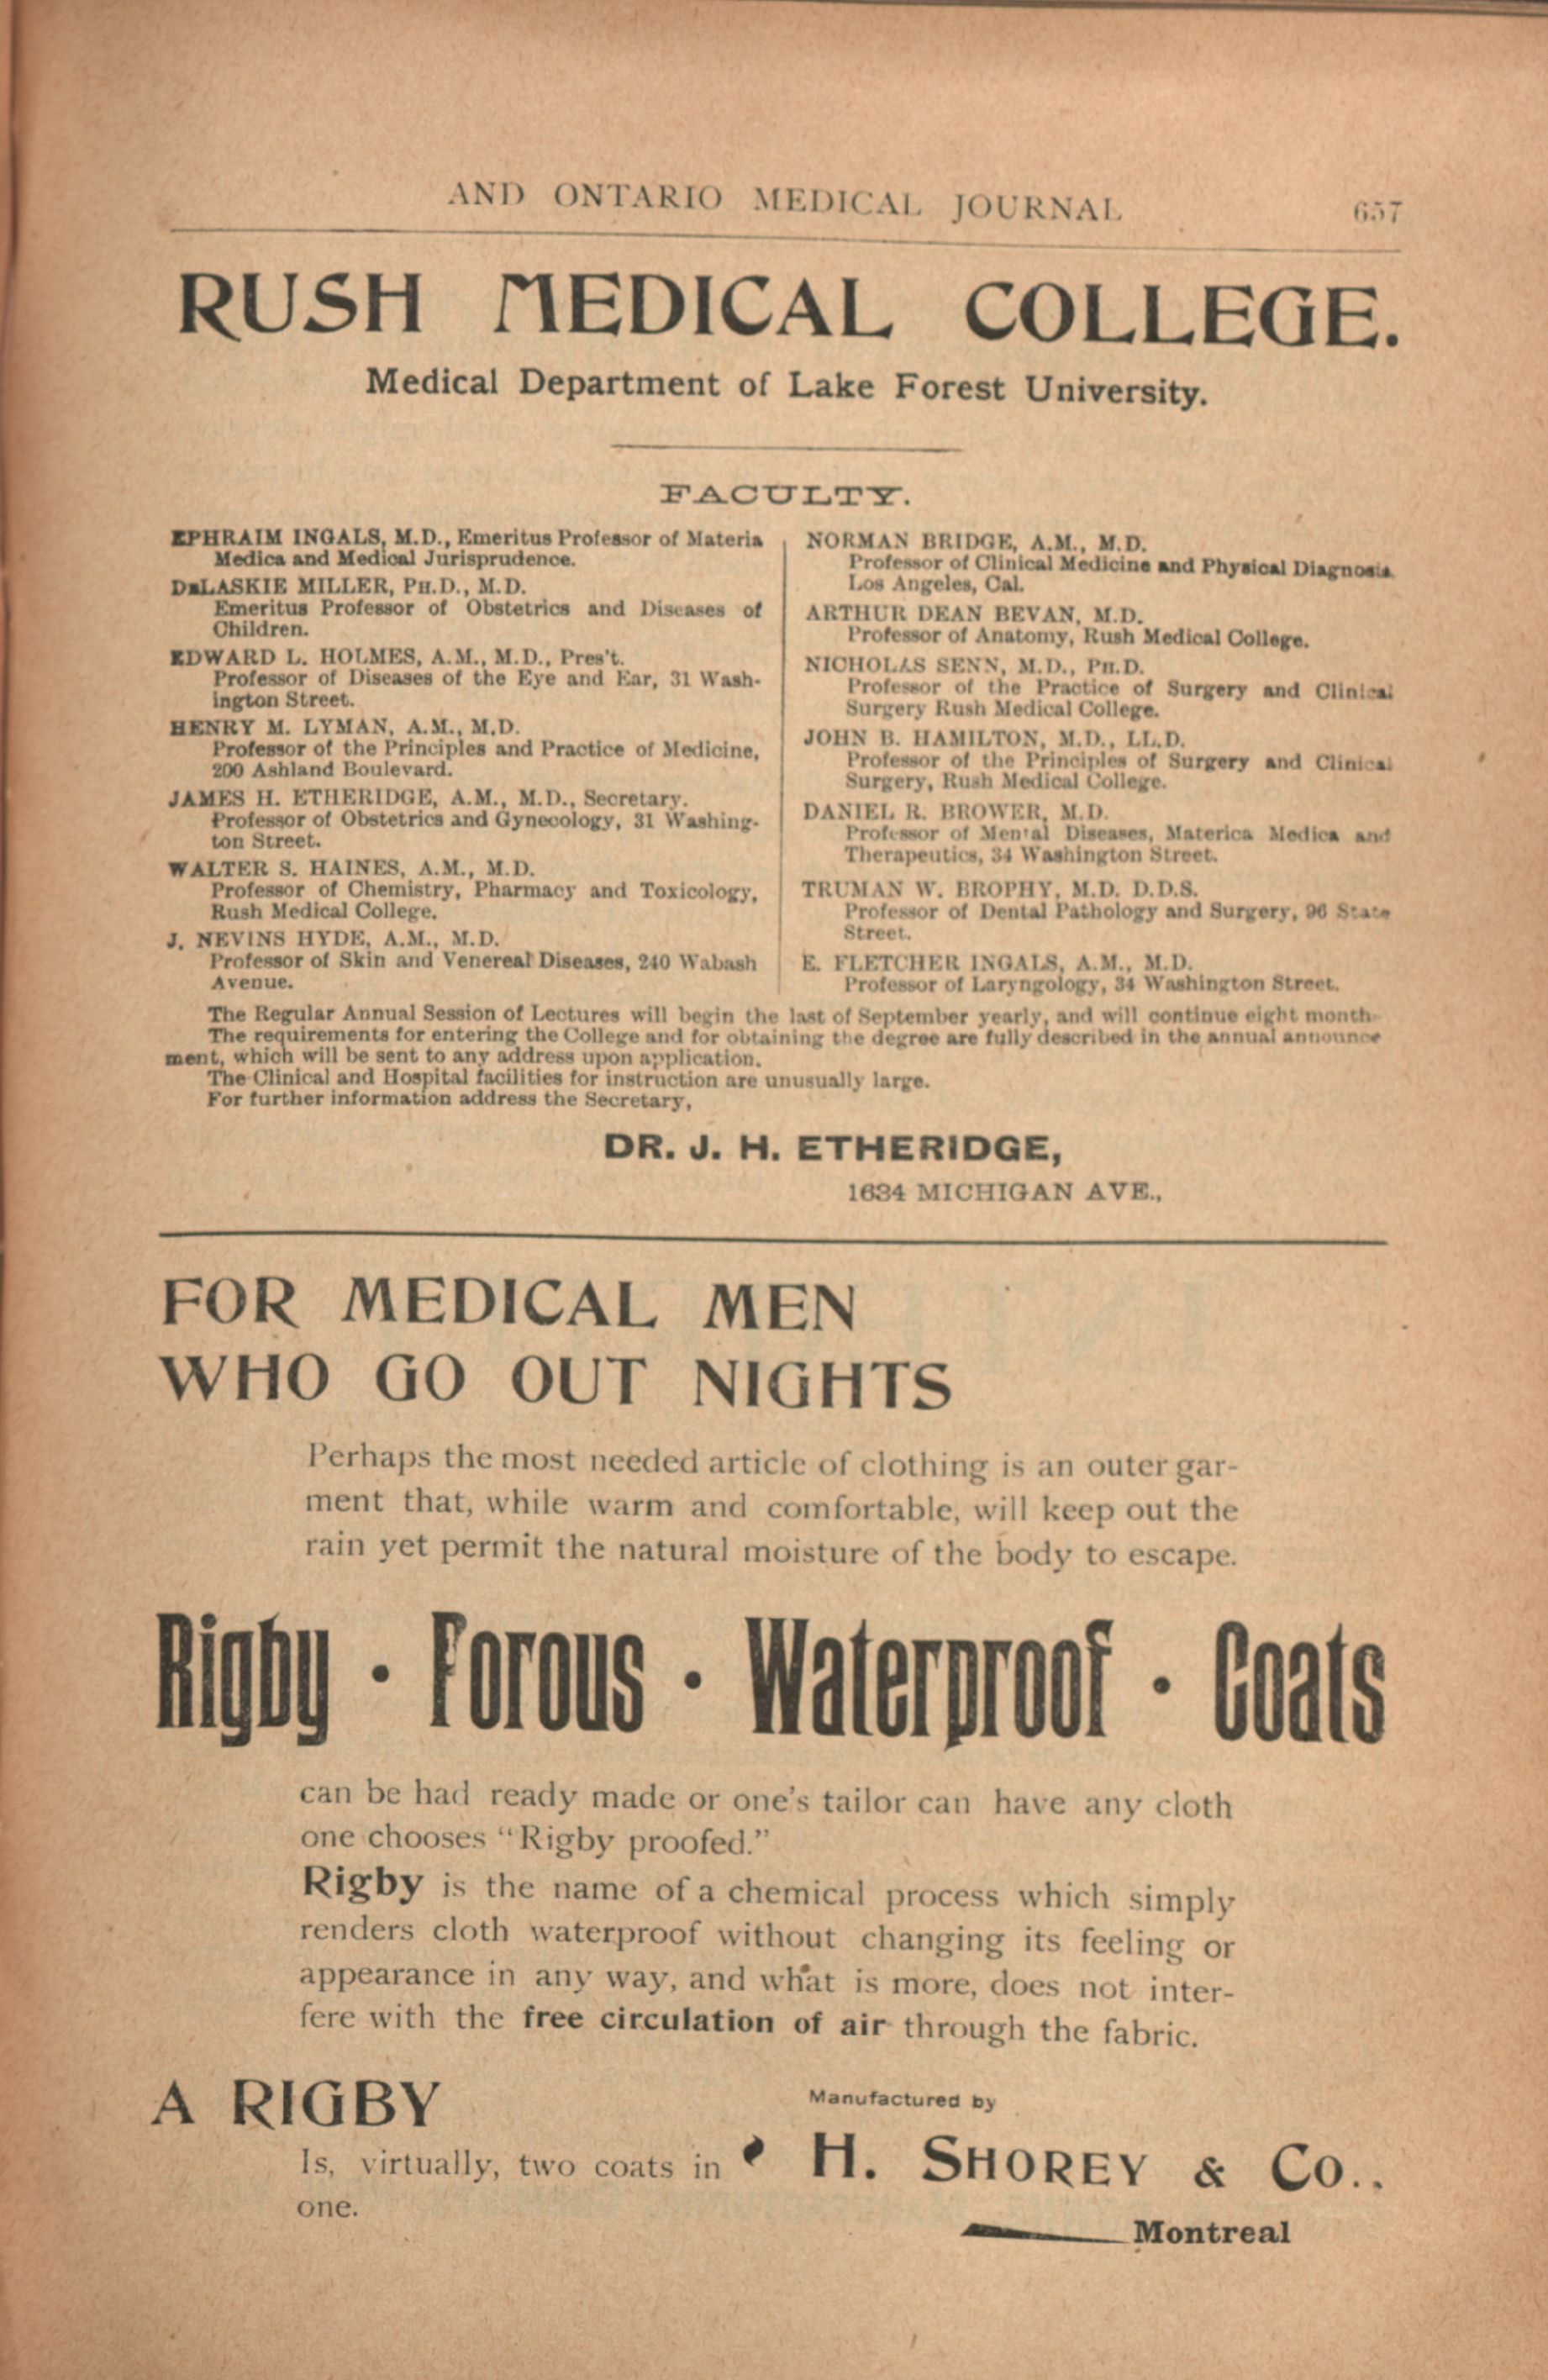 AND ONTARIO MEDICAL JOURNAL 657
RUSH MEDICAL COLLEGE.
Medical Department of Lake Forest University.
FACULTY.
EPHRAIM INGALS, M.D., Emeritus Professor of Materia
Medica and Medical Jurisprudence.
DELASKIE MILLER, PH.D., M.D.
Emeritus Professor of Obstetrics and Diseases of
Children.
EDWARD L. HOLMES, A.M., M.D., Pres't.
Professor of Diseases of the Eye and Ear, 31 Wash-
ington Street.
HENRY M. LYMAN, A.M., M.D.
Professor of the Principles and Practice of Medicine,
200 Ashland Boulevard.
JAMES H. ETHERIDGE, A.M., M.D., Secretary.
Professor of Obstetrics and Gynecology, 31 Washing-
ton Street.
WALTER S. HAINES, A.M., M.D.
Professor of Chemistry, Pharmacy and Toxicology,
Rush Medical College.
J. NEVINS HYDE, A.M., M.D.
Professor of Skin and Venereal Diseases, 240 Wabash
Avenue.
NORMAN BRIDGE, A.M., M.D.
Professor of Clinical Medicine and Physical Diagnosis
Los Angeles, Cal.
ARTHUR DEAN BEVAN, M.D.
Professor of Anatomy, Rush Medical College.
NICHOLAS SENN, M.D., PH.D.
Professor of the Practice of Surgery and Clinical
Surgery Rush Medical College.
JOHN B. HAMILTON, M.D., LL.D.
Professor of the Principles of Surgery and Clinical
Surgery, Rush Medical College.
DANIEL R. BROWER, M.D.
Professor of Mental Diseases, Materica Medica and
Therapeutics, 34 Washington Street.
TRUMAN W. BROPHY, M.D. D.D.S.
Professor of Dental Pathology and Surgery, 96 State
Street.
E. FLETCHER INGALS, A.M., M.D.
Professor of Laryngology, 34 Washington Street.
The Regular Annual Session of Lectures will begin the last of September yearly, and will continue eight month
The requirements for entering the College and for obtaining the degree are fully described in the annual announce
ment, which will be sent to any address upon application.
The Clinical and Hospital facilities for instruction are unusually large.
For further information address the Secretary,
DR. J. H. ETHERIDGE,
1634 MICHIGAN AVE.,
FOR MEDICAL MEN
WHO GO OUT NIGHTS
Perhaps the most needed article of clothing is an outer gar-
ment that, while warm and comfortable, will keep out the
rain yet permit the natural moisture of the body to escape.
Rigby · Porous · Waterproof · Coats
can be had ready made or one's tailor can have any cloth
one chooses "Rigby proofed."
Rigby is the name of a chemical process which simply
renders cloth waterproof without changing its feeling or
appearance in any way, and what is more, does not inter-
fere with the free circulation of air through the fabric.
A RIGBY
Is, virtually, two coats in
one.
Manufactured by
H. SHOREY & CO..
Montreal